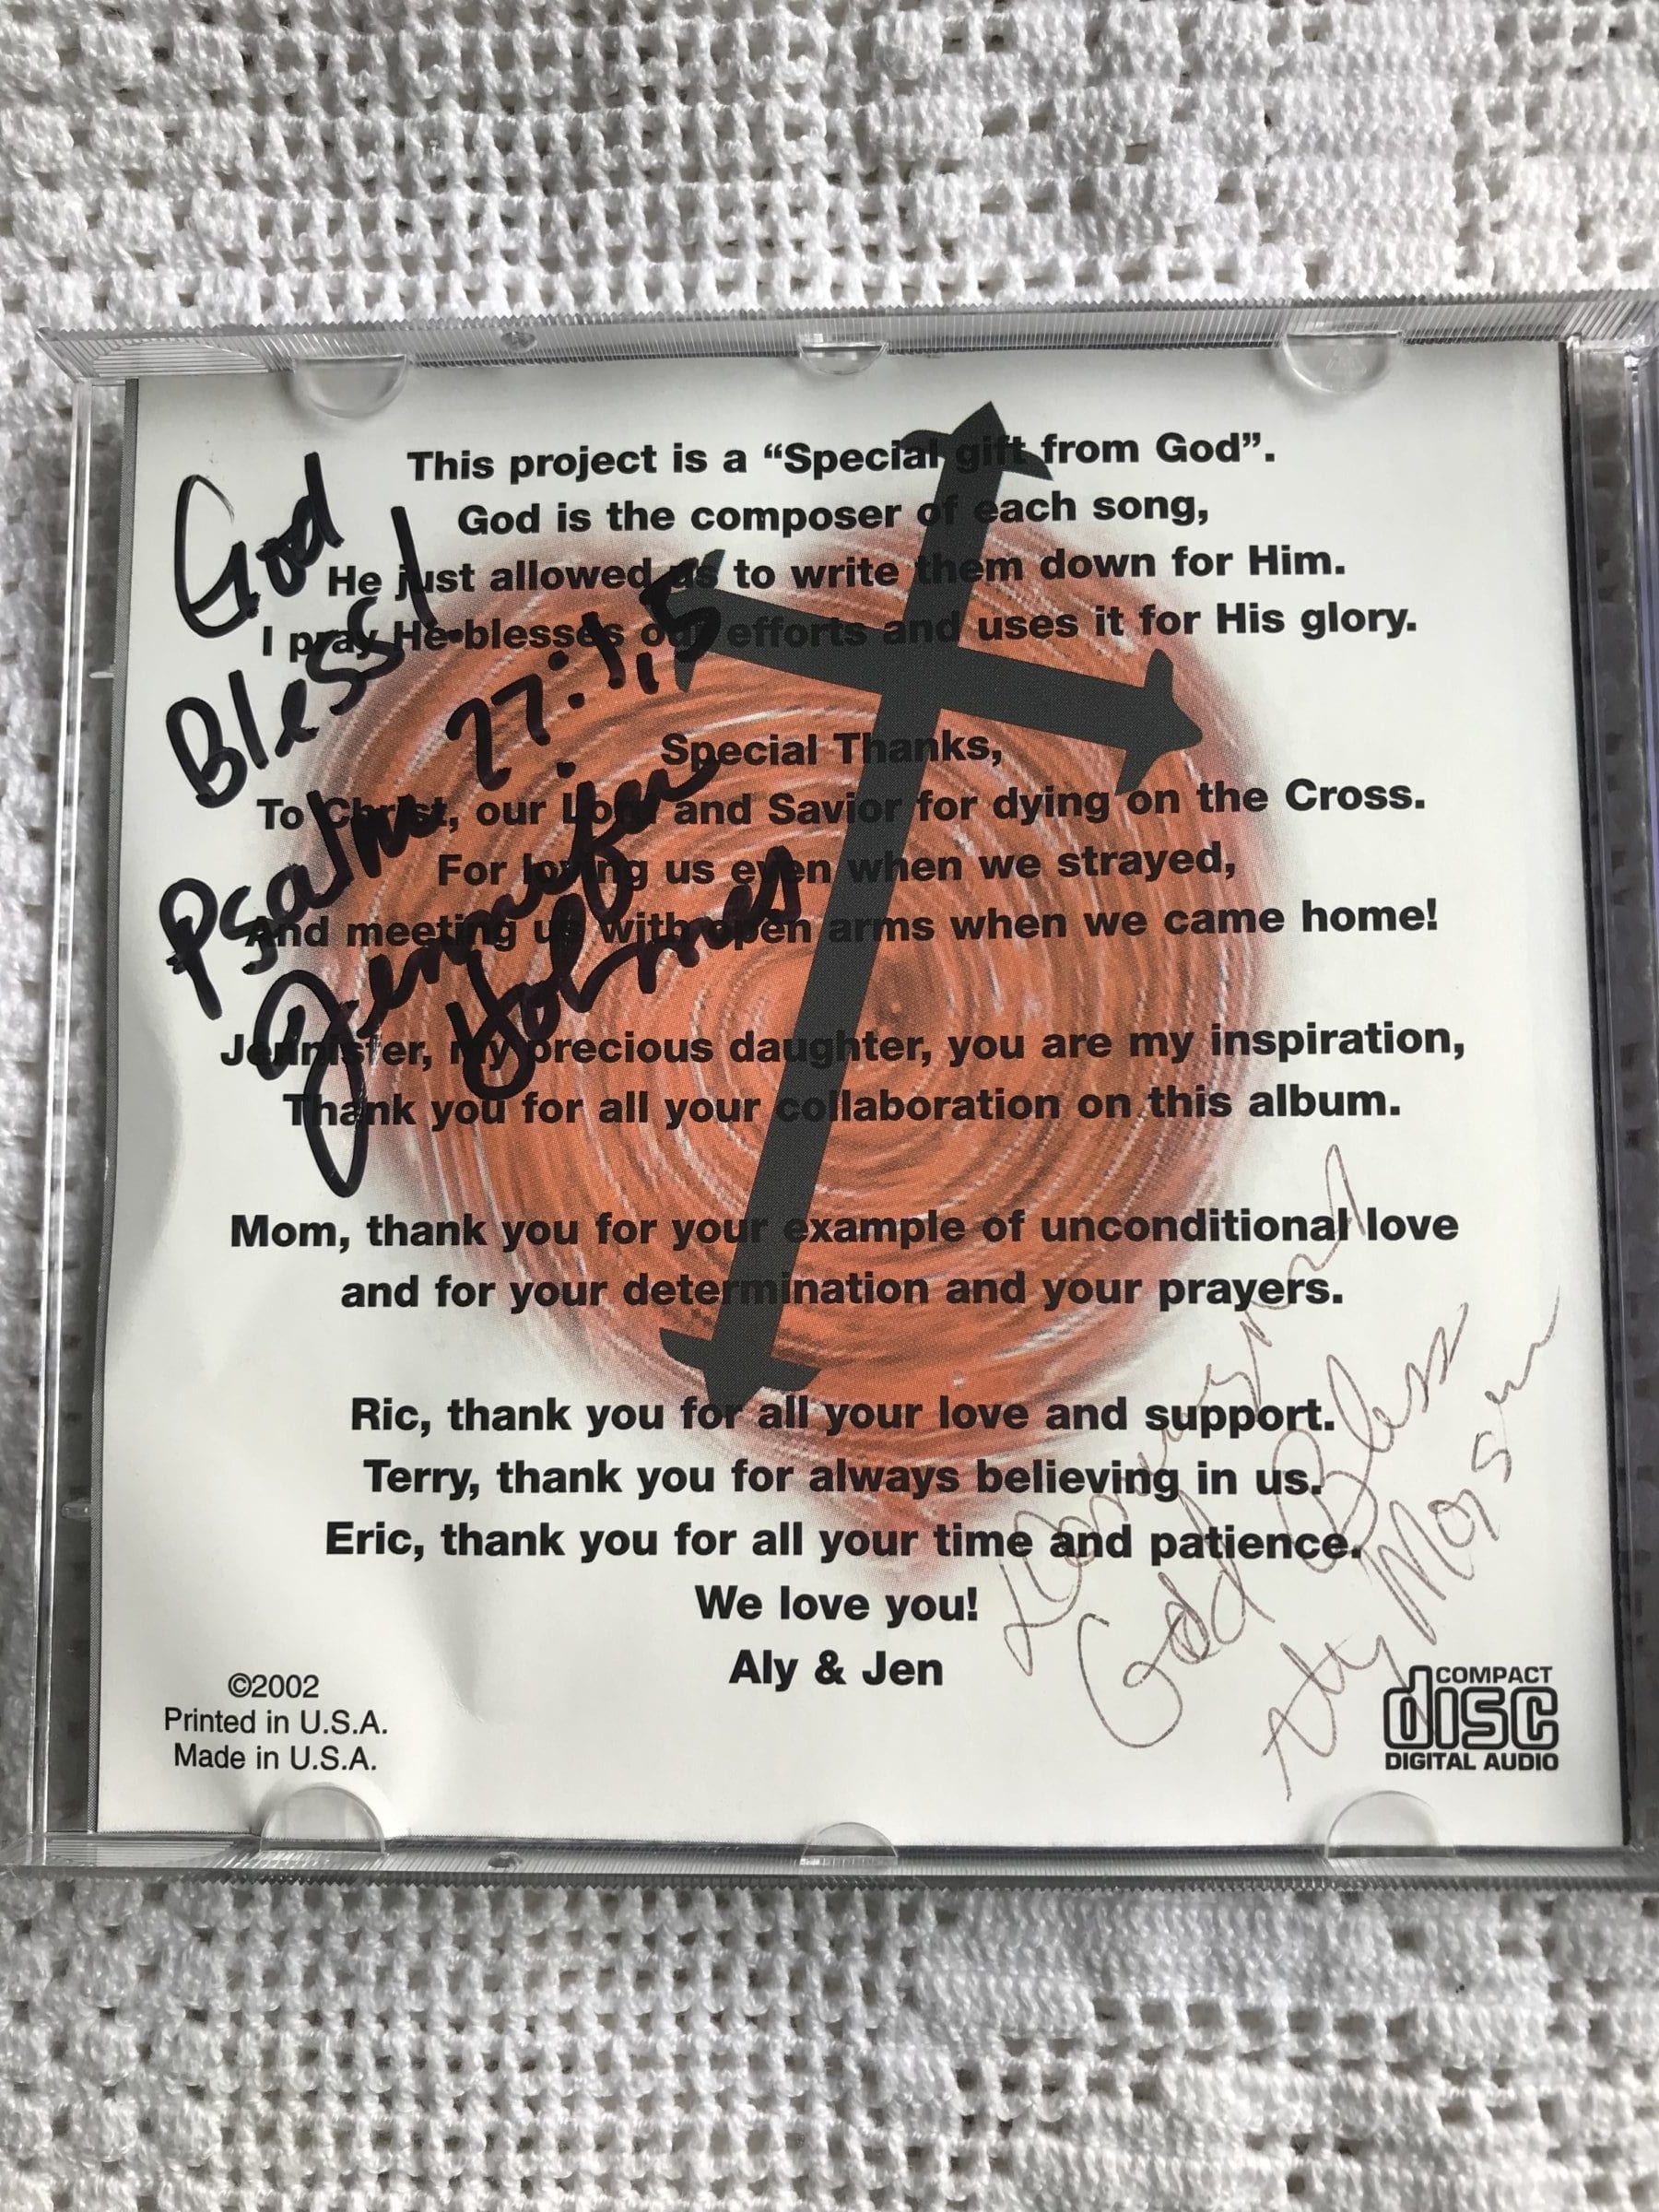 This project is a “Special gift from God”.
God is the composer of each song,
He just allowed us to write them down for Him.
I pray He blesses our efforts and uses it for His glory.
Special Thanks,
To Christ, our Lord and Savior for dying on the Cross.
For loving us even when we strayed,
And meeting us with open arms when we came home!
Jennifer, my precious daughter, you are my inspiration,
Thank you for all your collaboration on this album.
Mom, thank you for your example of unconditional love
and for your determination and your prayers.
Ric, thank you for all your love and support.
Terry, thank you for always believing in us.
Eric, thank you for all your time and patience.
We love you!
Aly & Jen
©2002
Printed in U.S.A.
Made in U.S.A.
COMPACT
disc
DIGITAL AUDIO
God
Bless!
Psalm 27:1,5
Jennifer
Holmes
God Bless
Aly